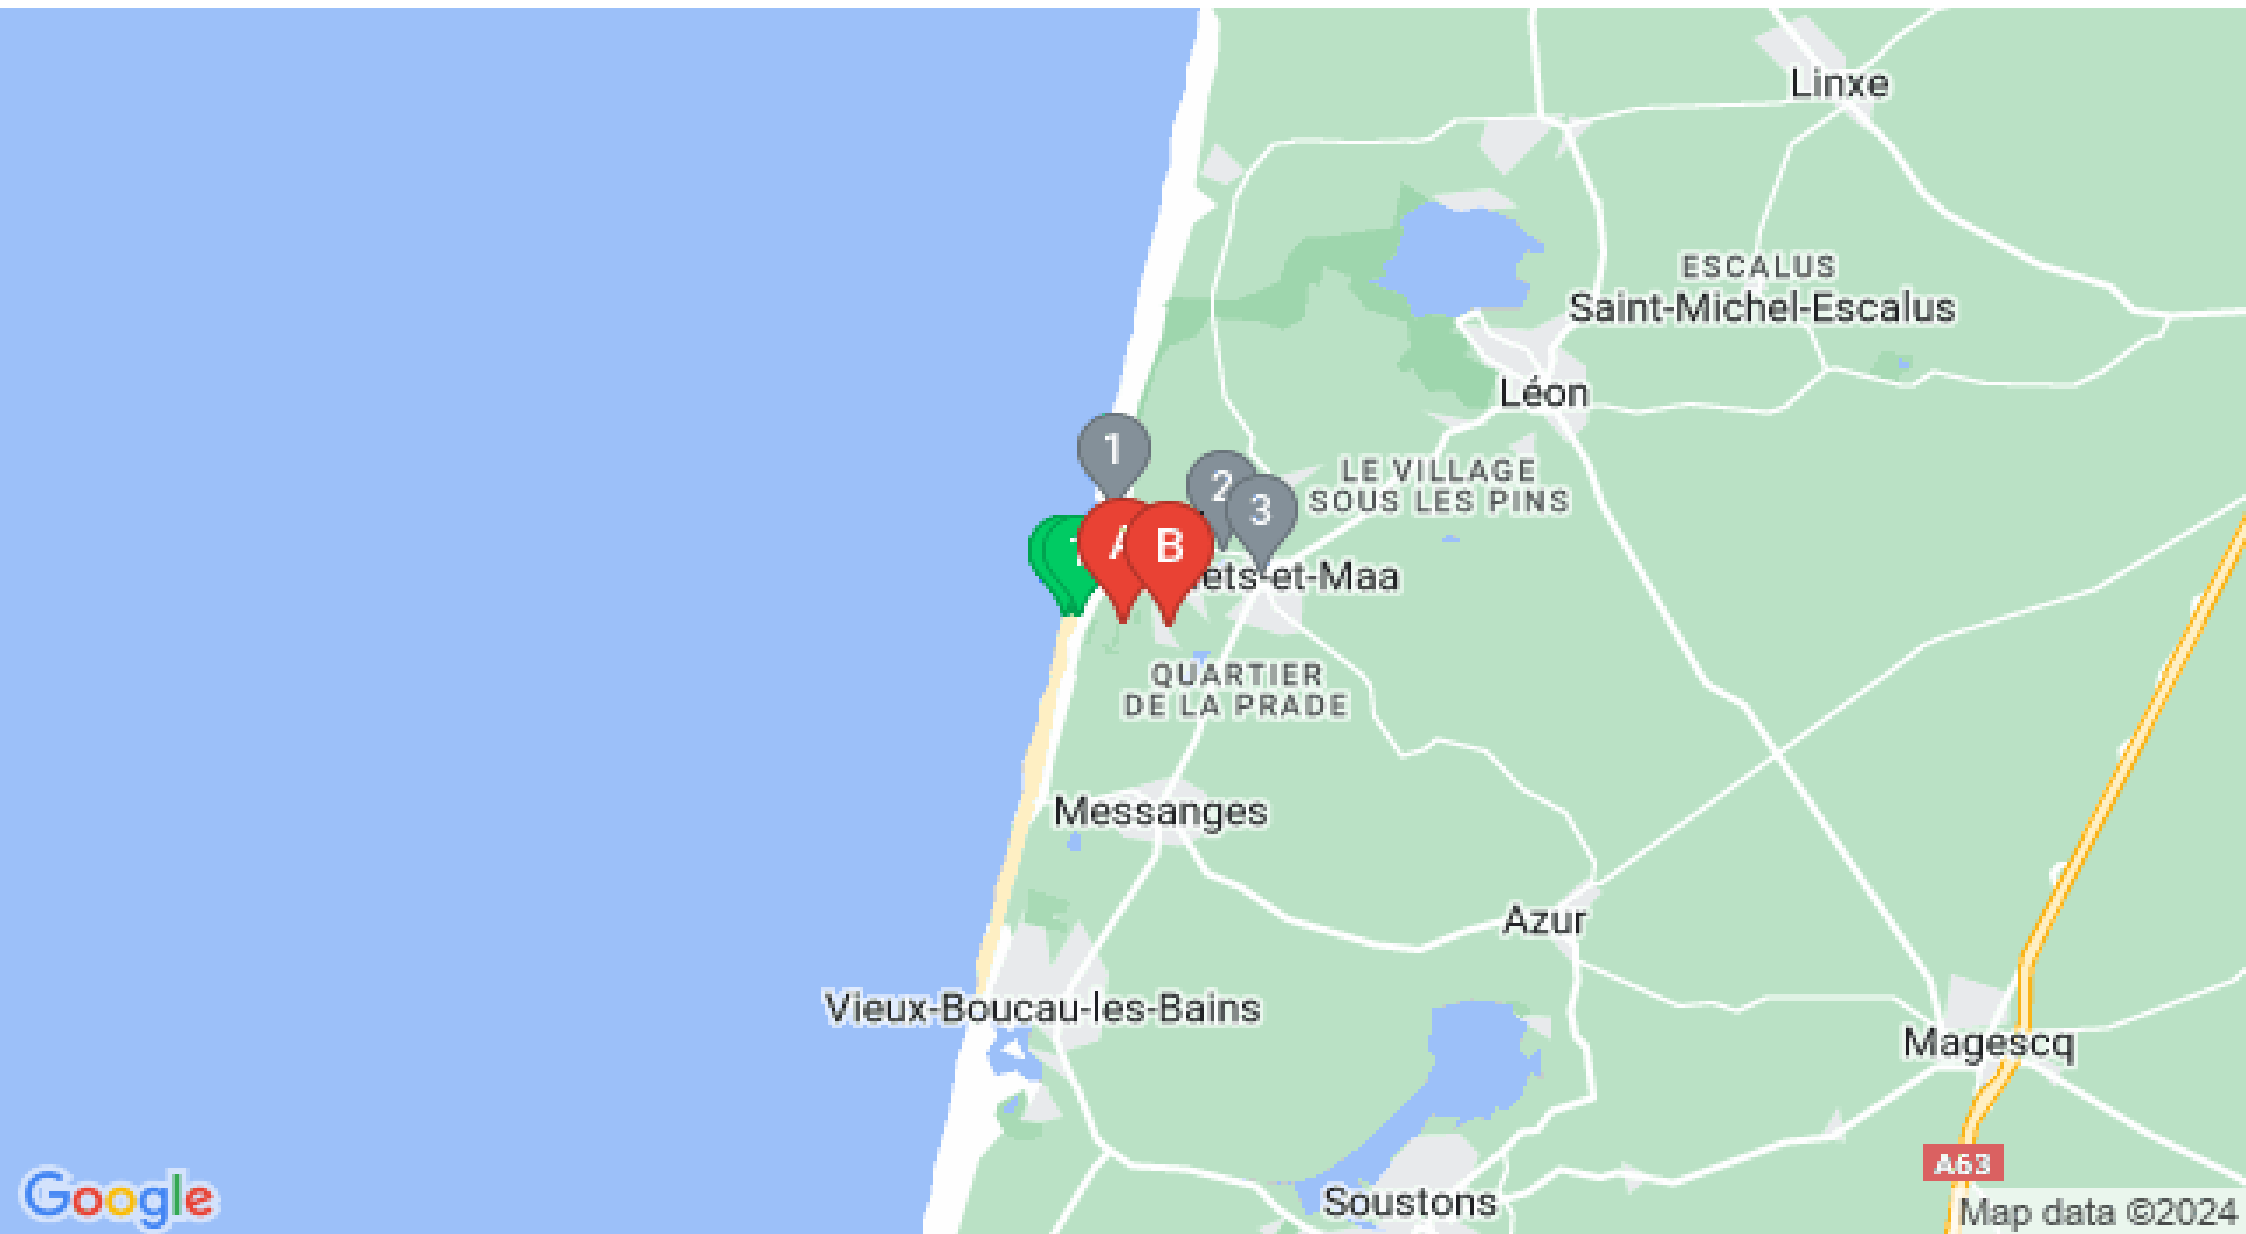 Linxe
ESCALUS
Saint-Michel-Escalus
Léon
1
2
3
LE VILLAGE
SOUS LES PINS
A
B
ets-et-Maa
QUARTIER
DE LA PRADE
Messanges
Azur
Vieux-Boucau-les-Bains
Magescq
A63
Soustons
Google
Map data ©2024